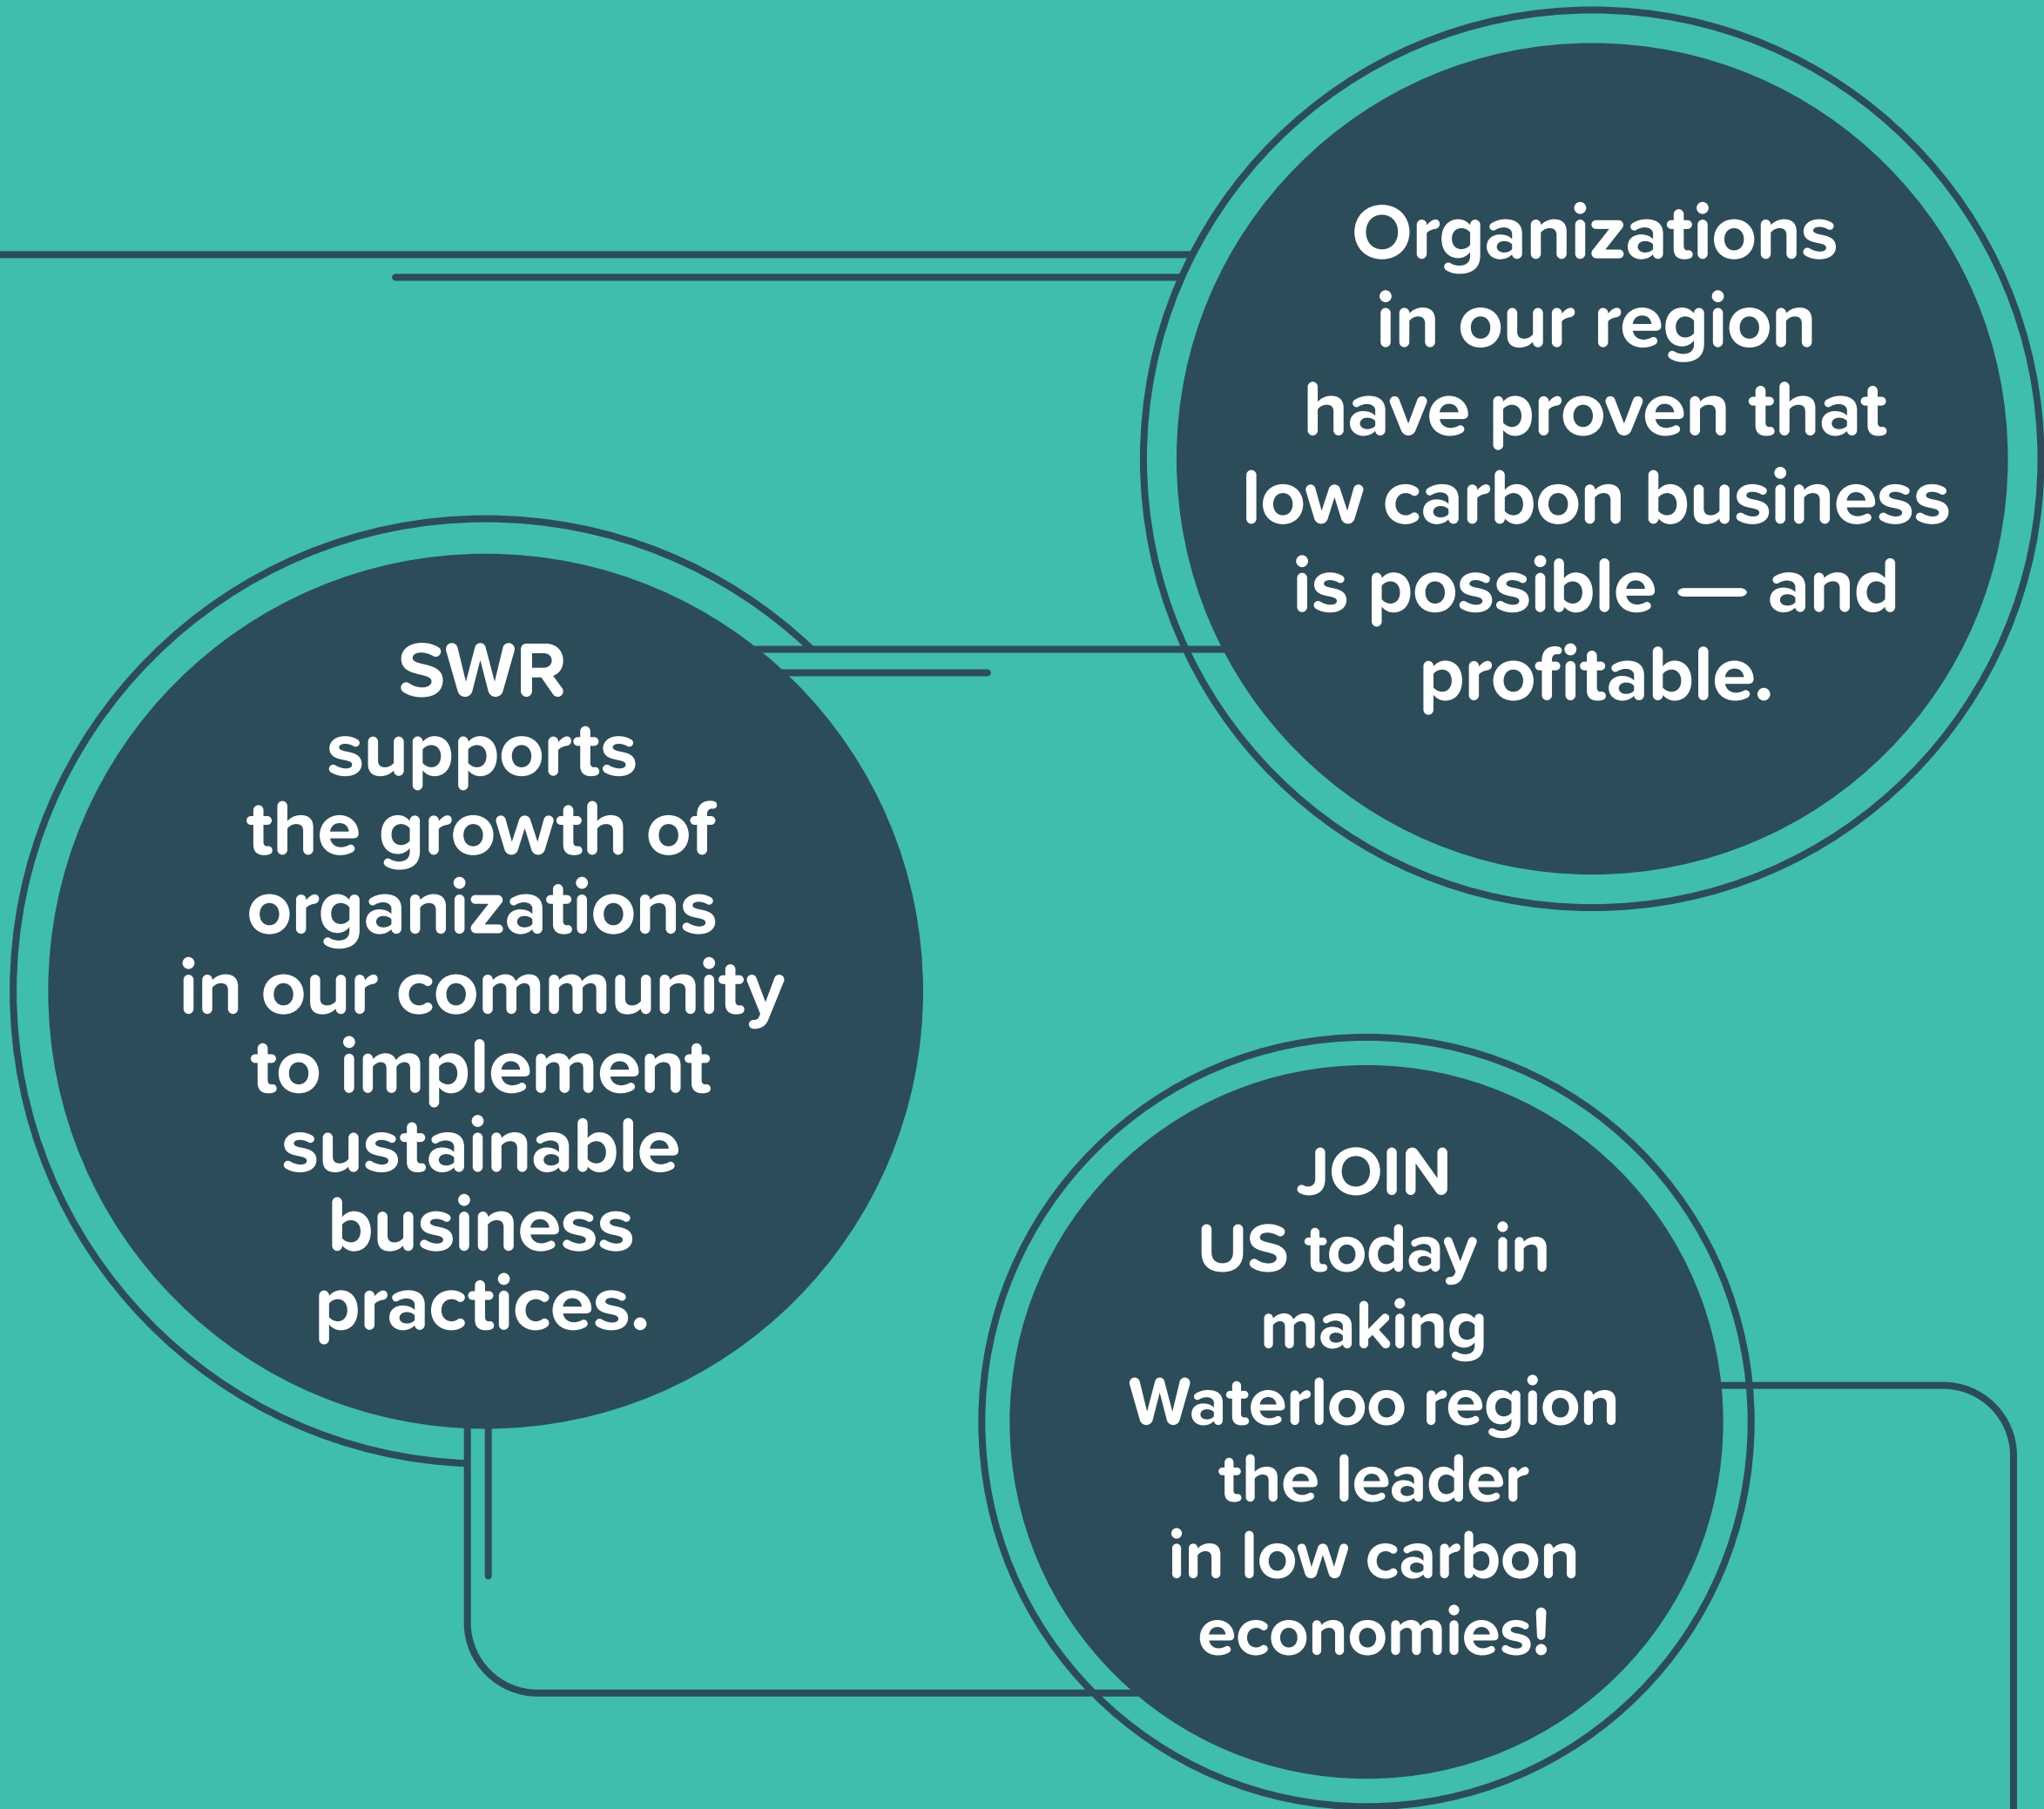 Organizations
in our region
have proven that
low carbon business
is possible — and
profitable.
SWR
supports
the growth of
organizations
in our community
to implement
sustainable
business
practices.
JOIN
US today in
making
Waterloo region
the leader
in low carbon
economies!